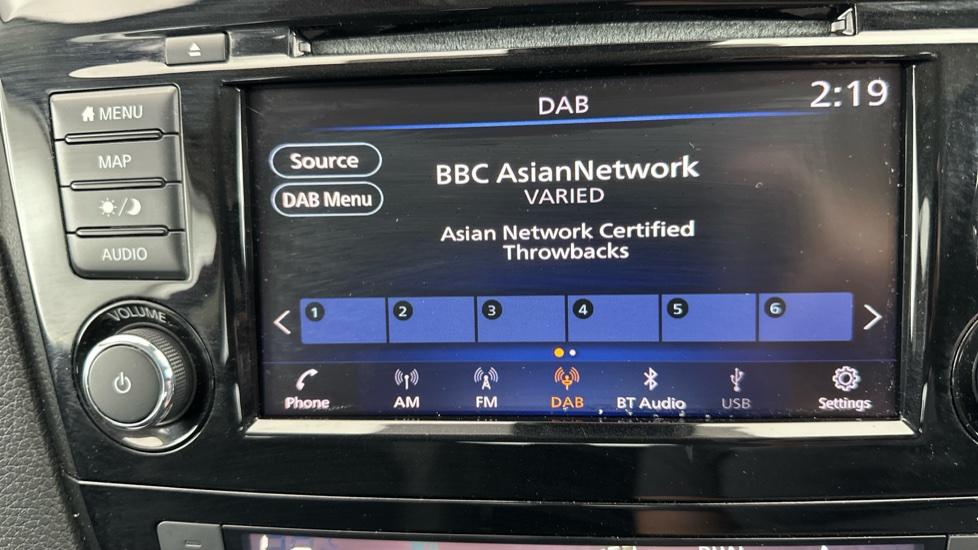 DAB
2:19
MENU
MAP
AUDIO
VOLUME
Source
DAB Menu
BBC AsianNetwork
VARIED
Asian Network Certified
Throwbacks
1 2 3 4 5 6
Phone AM FM DAB BT Audio USB Settings